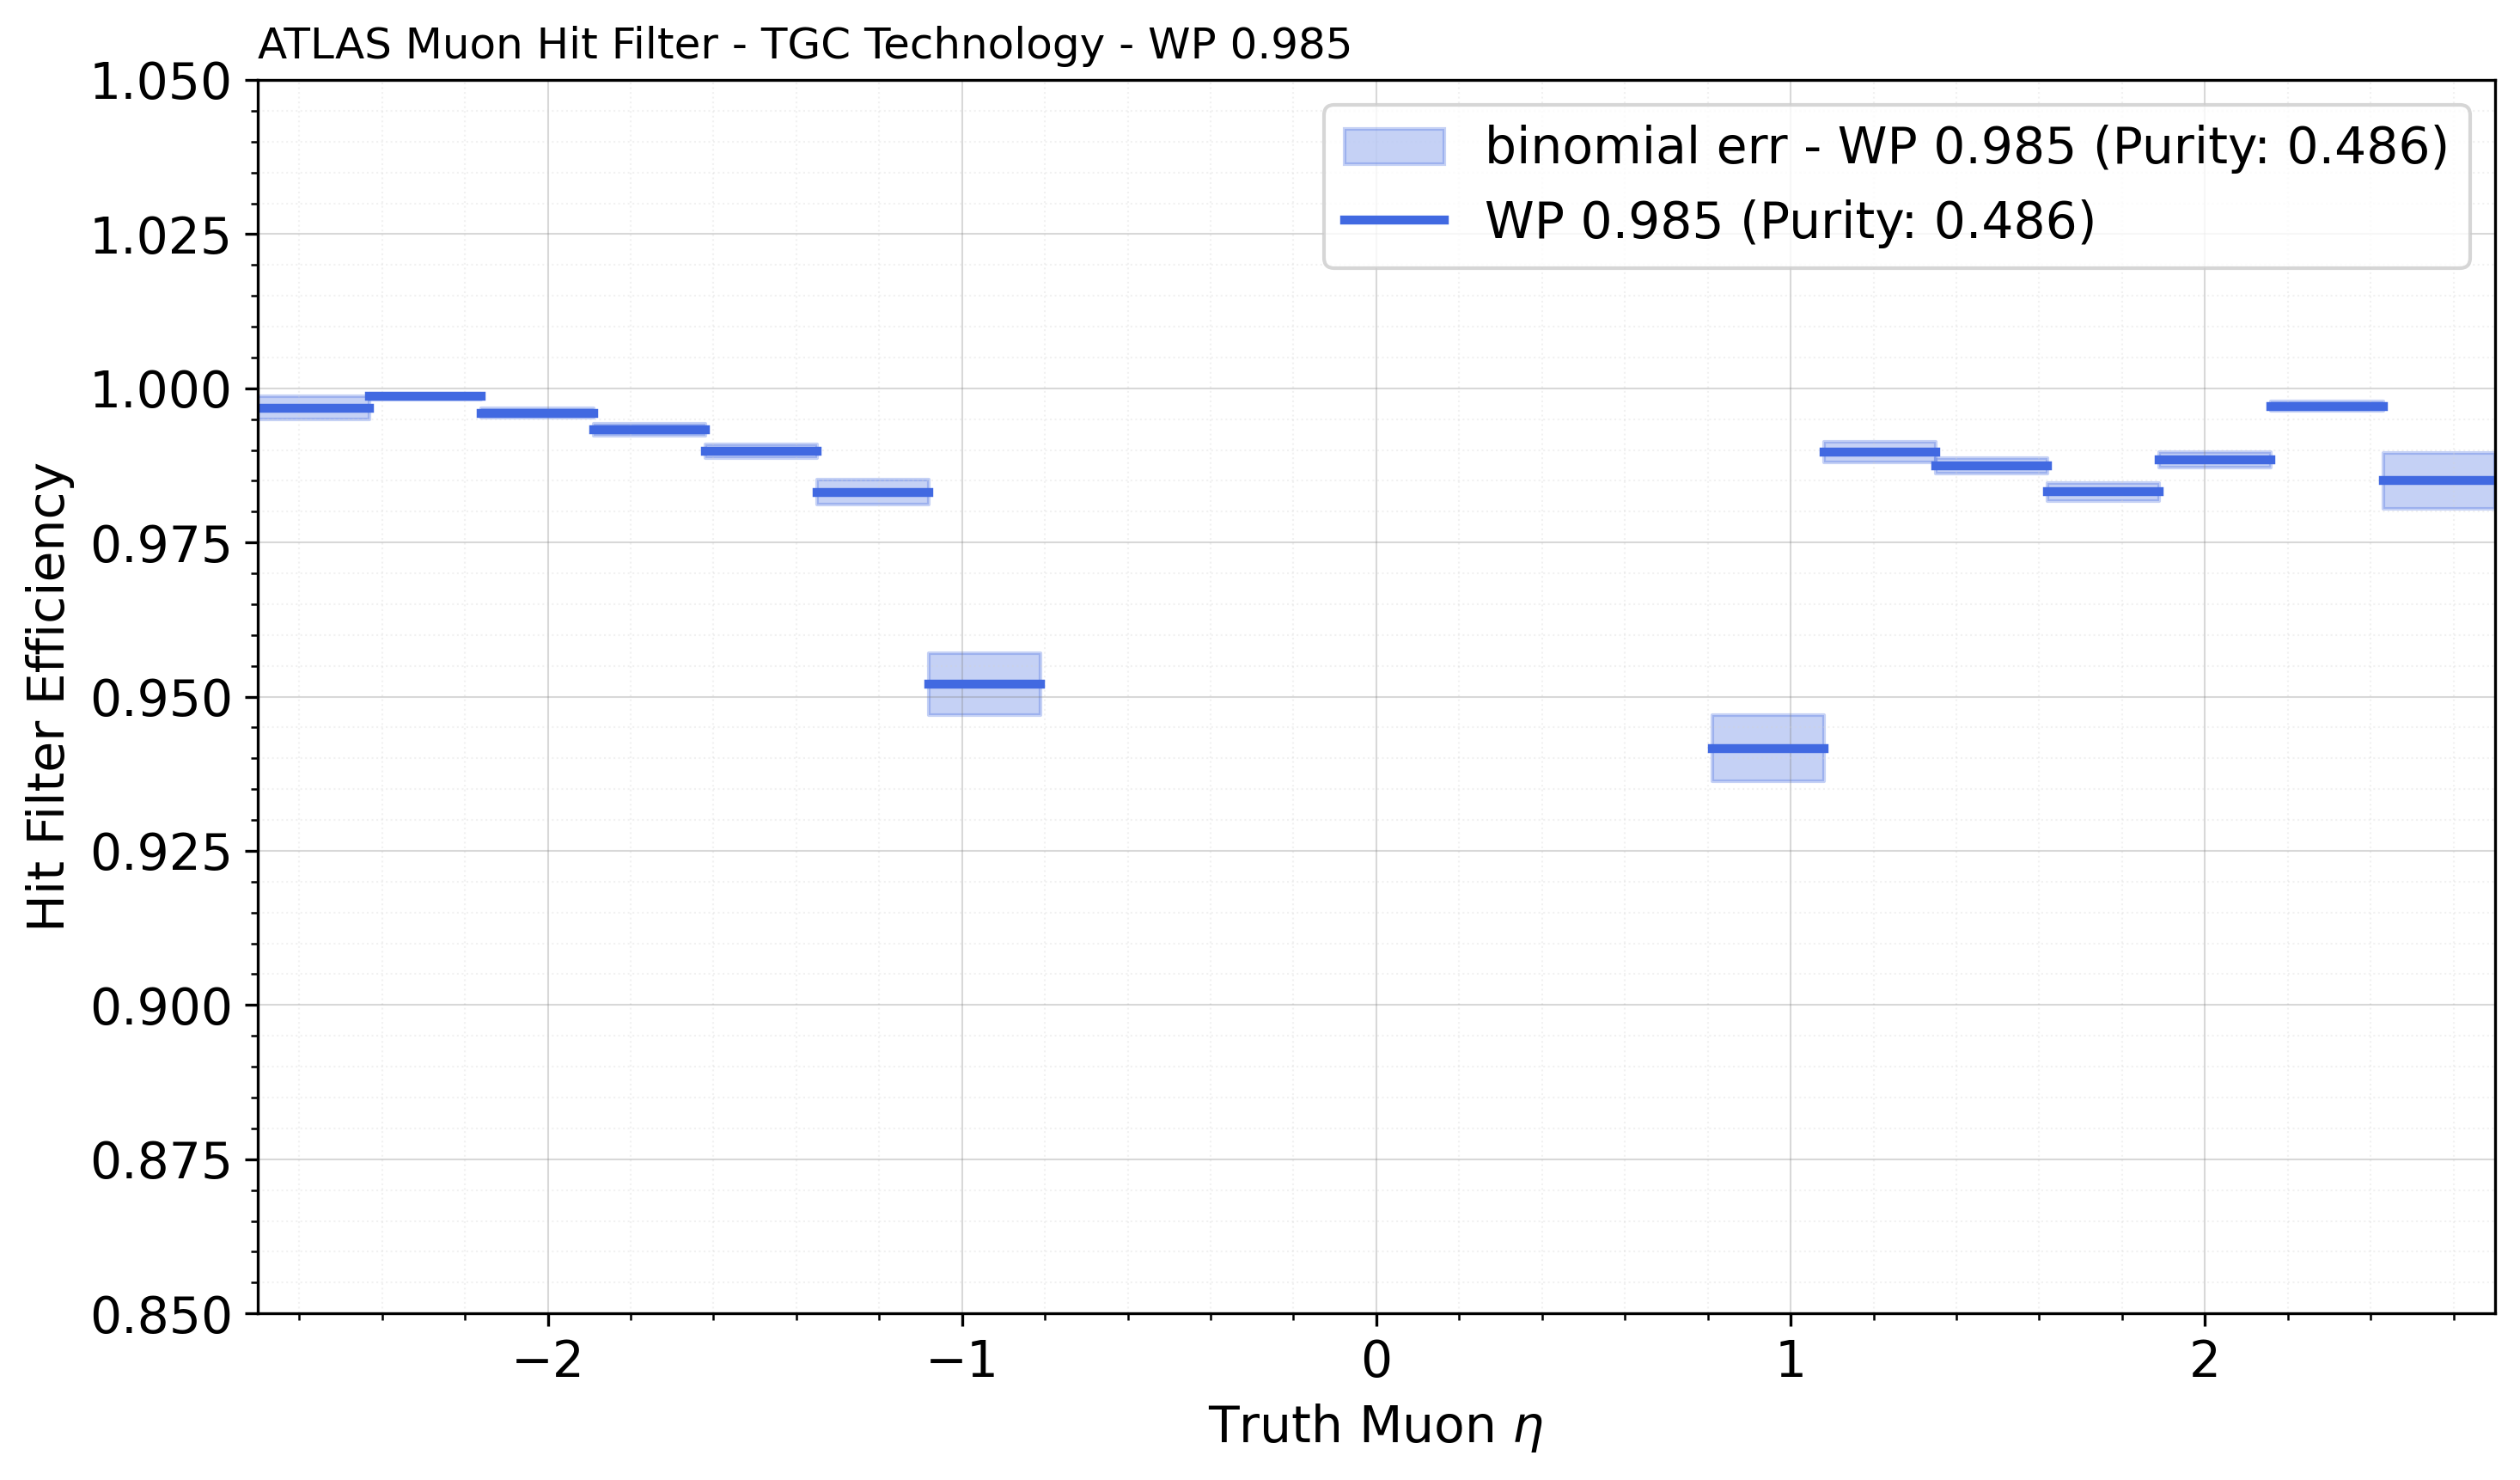 ATLAS Muon Hit Filter - TGC Technology - WP 0.985
binomial err - WP 0.985 (Purity: 0.486)
WP 0.985 (Purity: 0.486)
Hit Filter Efficiency
1.050
1.025
1.000
0.975
0.950
0.925
0.900
0.875
0.850
−2 −1 0 1 2
Truth Muon η